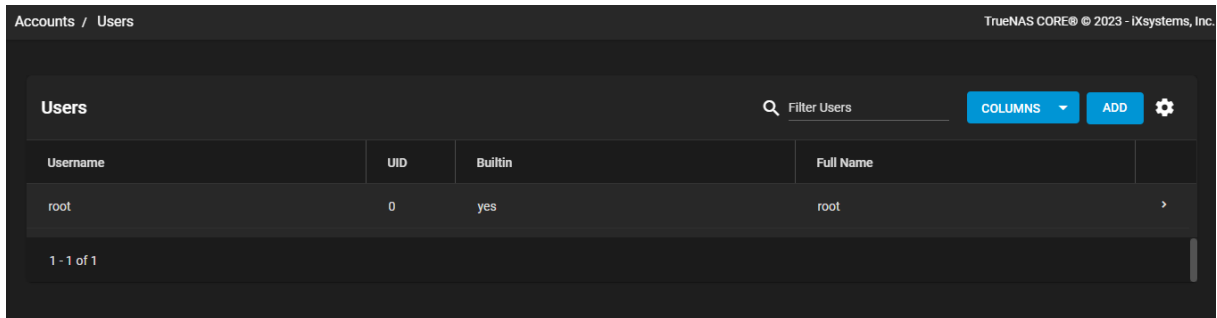 Accounts / Users
TrueNAS CORE® © 2023 - iXsystems, Inc.
Users
Filter Users
COLUMNS
ADD
Username UID Builtin Full Name
root 0 yes root
1 - 1 of 1